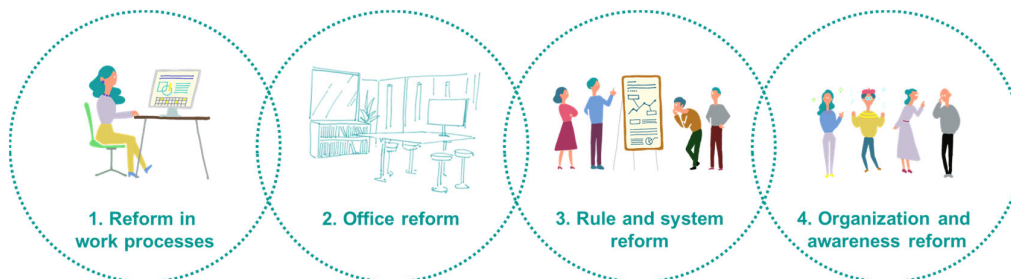 1. Reform in
work processes
2. Office reform
3. Rule and system
reform
4. Organization and
awareness reform